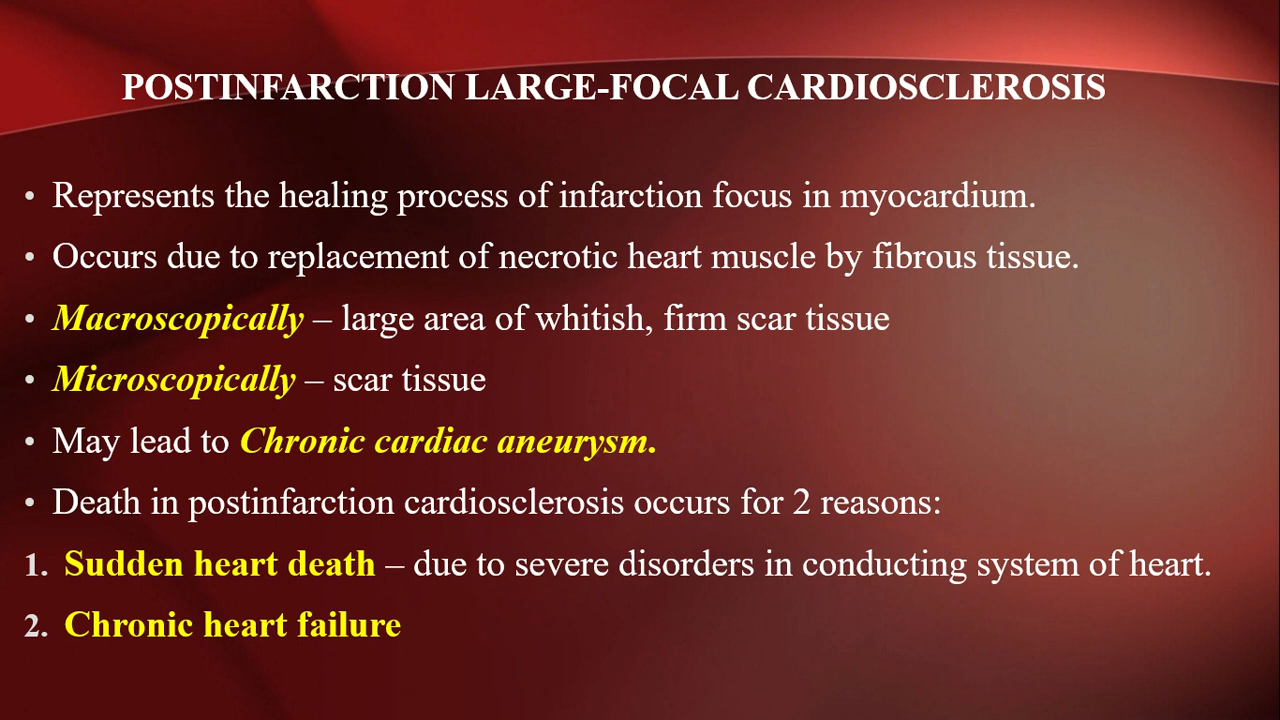 POSTINFARCTION LARGE-FOCAL CARDIOSCLEROSIS
• Represents the healing process of infarction focus in myocardium.
• Occurs due to replacement of necrotic heart muscle by fibrous tissue.
• Macroscopically – large area of whitish, firm scar tissue
• Microscopically – scar tissue
• May lead to Chronic cardiac aneurysm.
• Death in postinfarction cardiosclerosis occurs for 2 reasons:
1. Sudden heart death – due to severe disorders in conducting system of heart.
2. Chronic heart failure